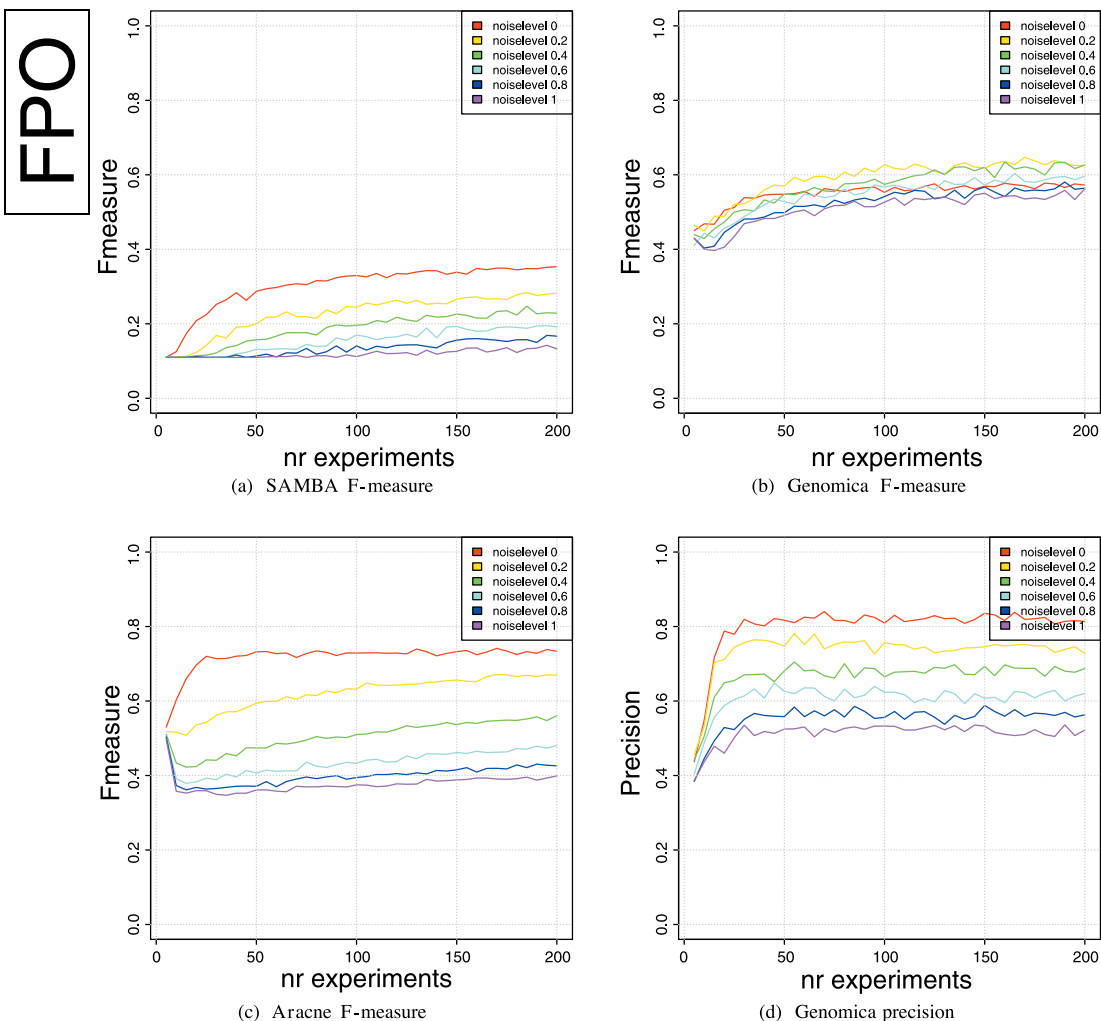 FPO
1.0
0.8
0.6
0.4
0.2
0.0
Fmeasure
noiselevel 0
noiselevel 0.2
noiselevel 0.4
noiselevel 0.6
noiselevel 0.8
noiselevel 1
0
50
100
150
200
nr experiments
(a) SAMBA F-measure
1.0
0.8
0.6
0.4
0.2
0.0
Fmeasure
noiselevel 0
noiselevel 0.2
noiselevel 0.4
noiselevel 0.6
noiselevel 0.8
noiselevel 1
0
50
100
150
200
nr experiments
(b) Genomica F-measure
1.0
0.8
0.6
0.4
0.2
0.0
Fmeasure
noiselevel 0
noiselevel 0.2
noiselevel 0.4
noiselevel 0.6
noiselevel 0.8
noiselevel 1
0
50
100
150
200
nr experiments
(c) Aracne F-measure
1.0
0.8
0.6
0.4
0.2
0.0
Precision
noiselevel 0
noiselevel 0.2
noiselevel 0.4
noiselevel 0.6
noiselevel 0.8
noiselevel 1
0
50
100
150
200
nr experiments
(d) Genomica precision